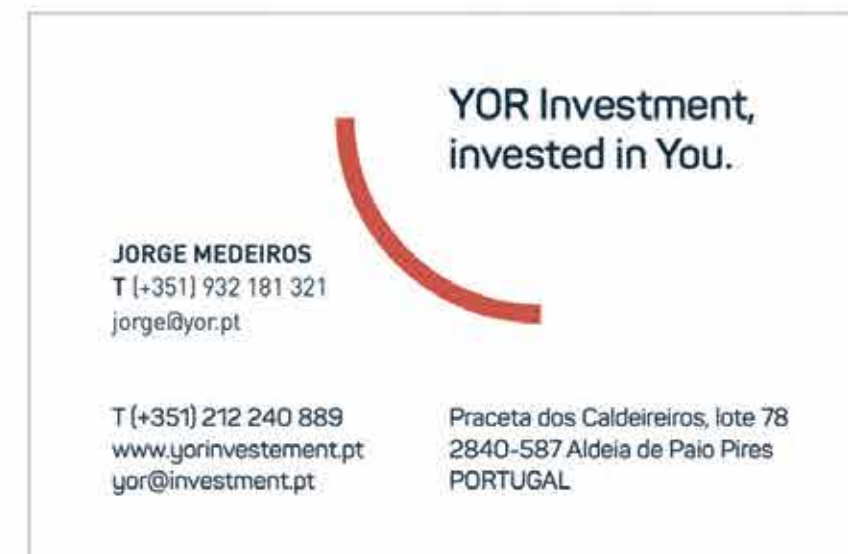 YOR Investment,
invested in You.
JORGE MEDEIROS
T (+351) 932 181 321
jorge@yor.pt
T (+351) 212 240 889
www.yorinvestement.pt
yor@investment.pt
Praceta dos Caldeireiros, lote 78
2840-587 Aldeia de Paio Pires
PORTUGAL